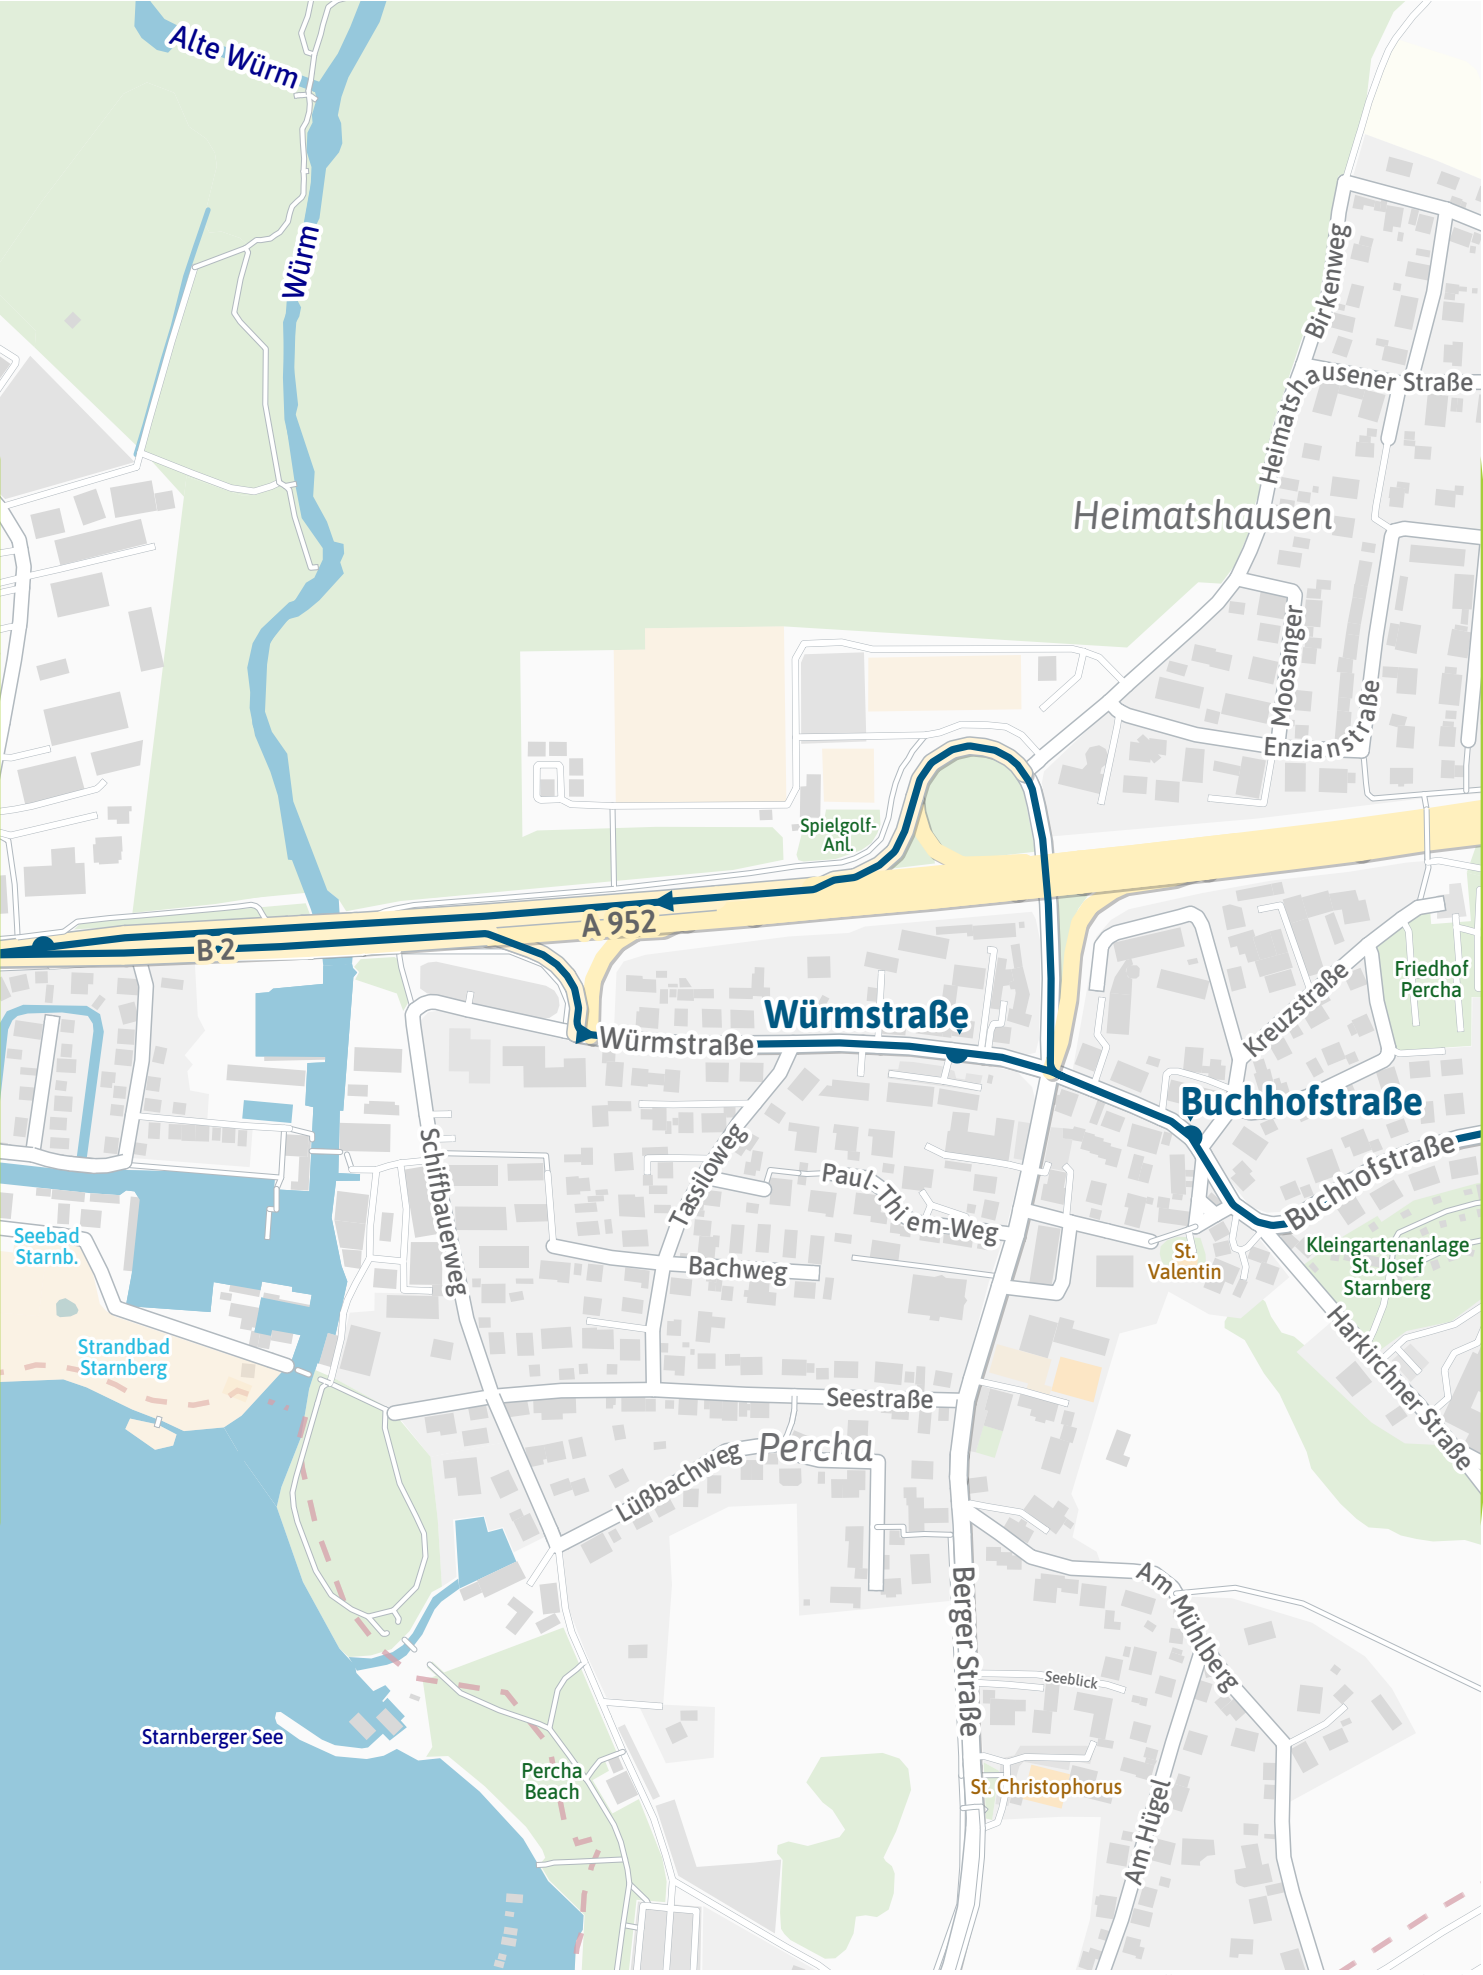 Alte Würm
Würm
Birkenweg
Heimatshausener Straße
Heimatshausen
Moosanger
Enzianstraße
Spielgolf-
Anl.
A 952
B 2
Friedhof
Percha
Würmstraße
Würmstraße
Kreuzstraße
Buchhofstraße
Buchhofstraße
Schiffbauerweg
Tassiloweg
Paul-Thiem-Weg
Seebad
Starnb.
St.
Valentin
Kleingartenanlage
St. Josef
Starnberg
Bachweg
Strandbad
Starnberg
Harkirchner Straße
Seestraße
Percha
Lüßbachweg
Berger Straße
Am Mühlberg
Seeblick
Starnberger See
Percha
Beach
St. Christophorus
Am Hügel